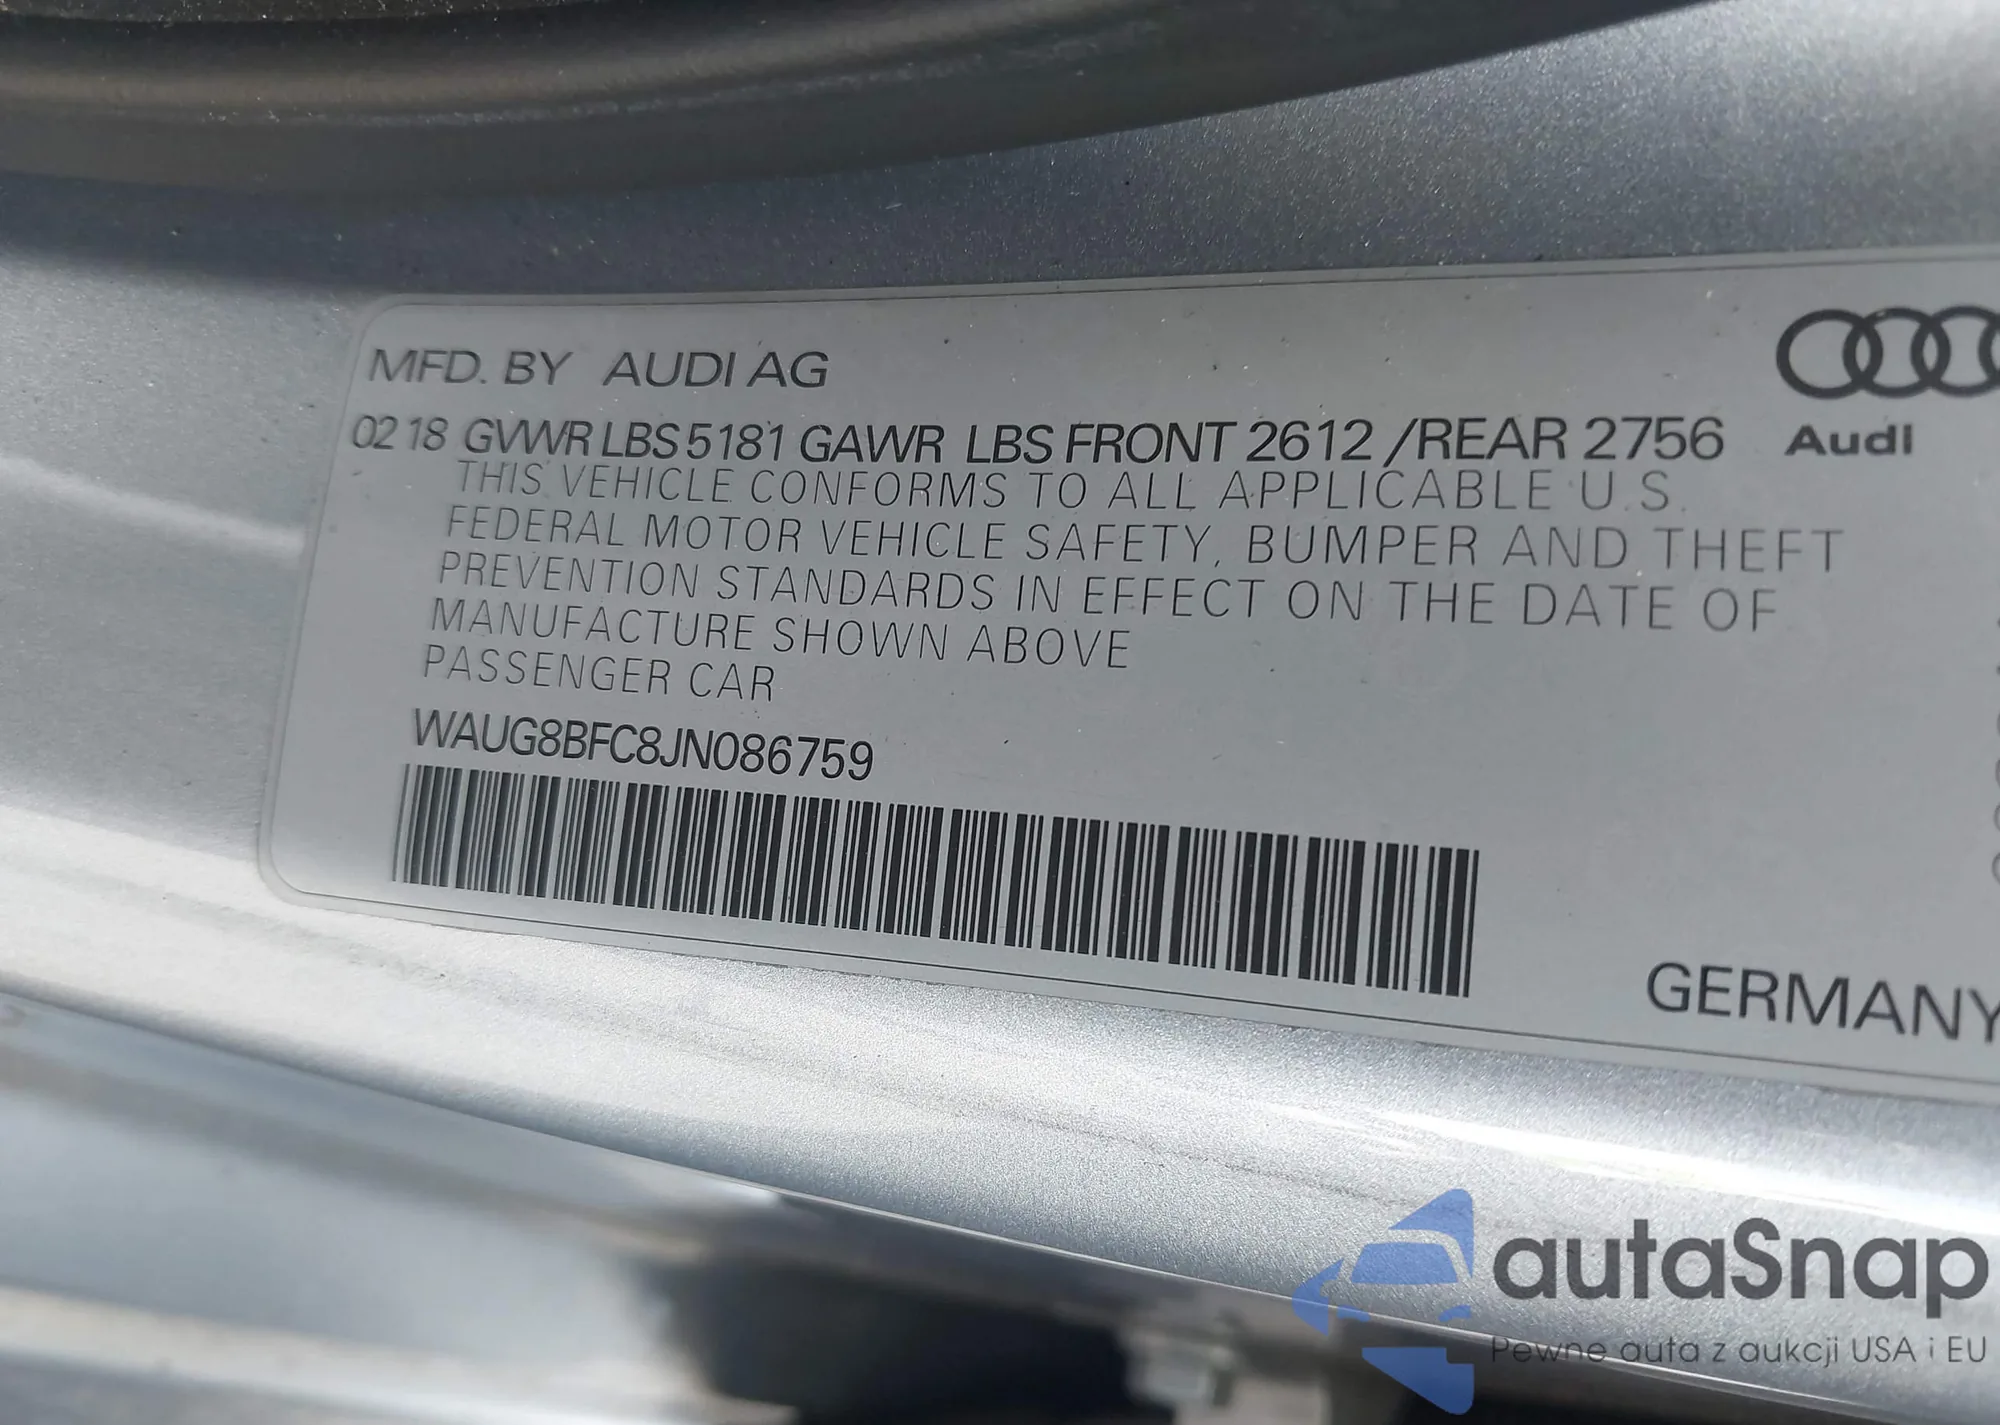 MFD. BY AUDI AG
02 18 GVWR LBS 5181 GAWR LBS FRONT 2612 /REAR 2756
Audi
THIS VEHICLE CONFORMS TO ALL APPLICABLE U.S.
FEDERAL MOTOR VEHICLE SAFETY, BUMPER AND THEFT
PREVENTION STANDARDS IN EFFECT ON THE DATE OF
MANUFACTURE SHOWN ABOVE
PASSENGER CAR
WAUG8BFC8JN086759
GERMANY
autaSnap
Pewne auta z aukcji USA i EU